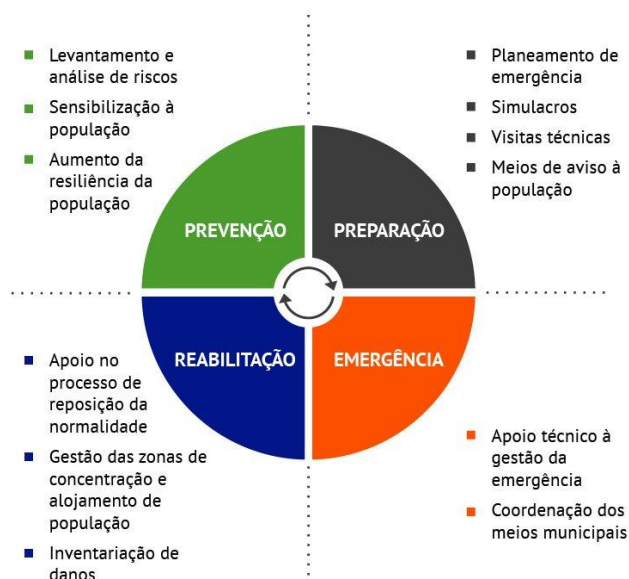 Levantamento e
análise de riscos
Sensibilização à
população
Aumento da
resiliência da
população
Planeamento de
emergência
Simulacros
Visitas técnicas
Meios de aviso à
população
PREVENÇÃO
PREPARAÇÃO
REABILITAÇÃO
EMERGÊNCIA
Apoio no
processo de
reposição da
normalidade
Gestão das zonas de
concentração e
alojamento de
população
Inventariação de
danos
Apoio técnico à
gestão da
emergência
Coordenação dos
meios municipais